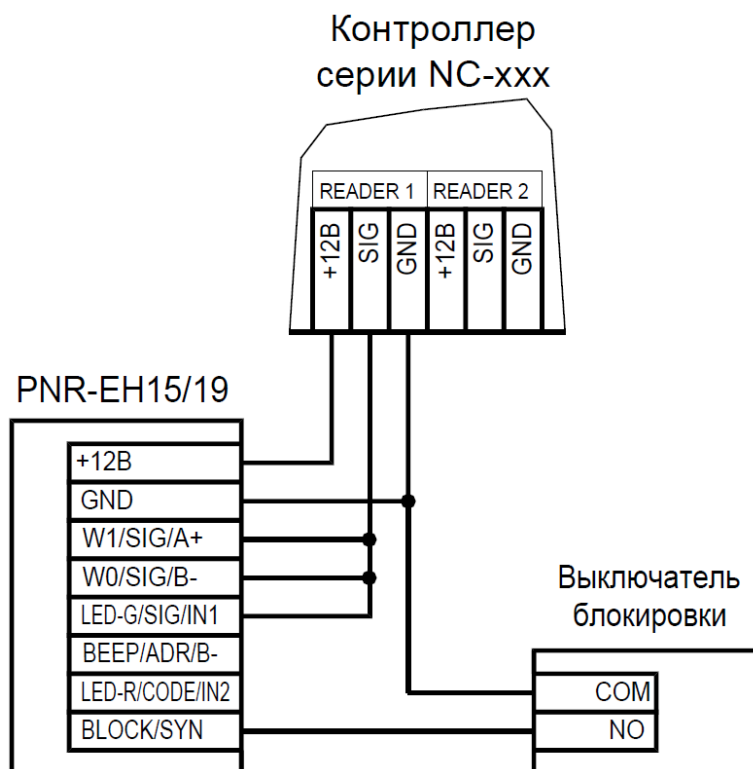 Контроллер
серии NC-xxx
READER 1 READER 2
+12В SIG GND +12В SIG GND
PNR-EH15/19
+12В
GND
W1/SIG/A+
W0/SIG/B-
LED-G/SIG/IN1
BEEP/ADR/B-
LED-R/CODE/IN2
BLOCK/SYN
Выключатель
блокировки
COM
NO